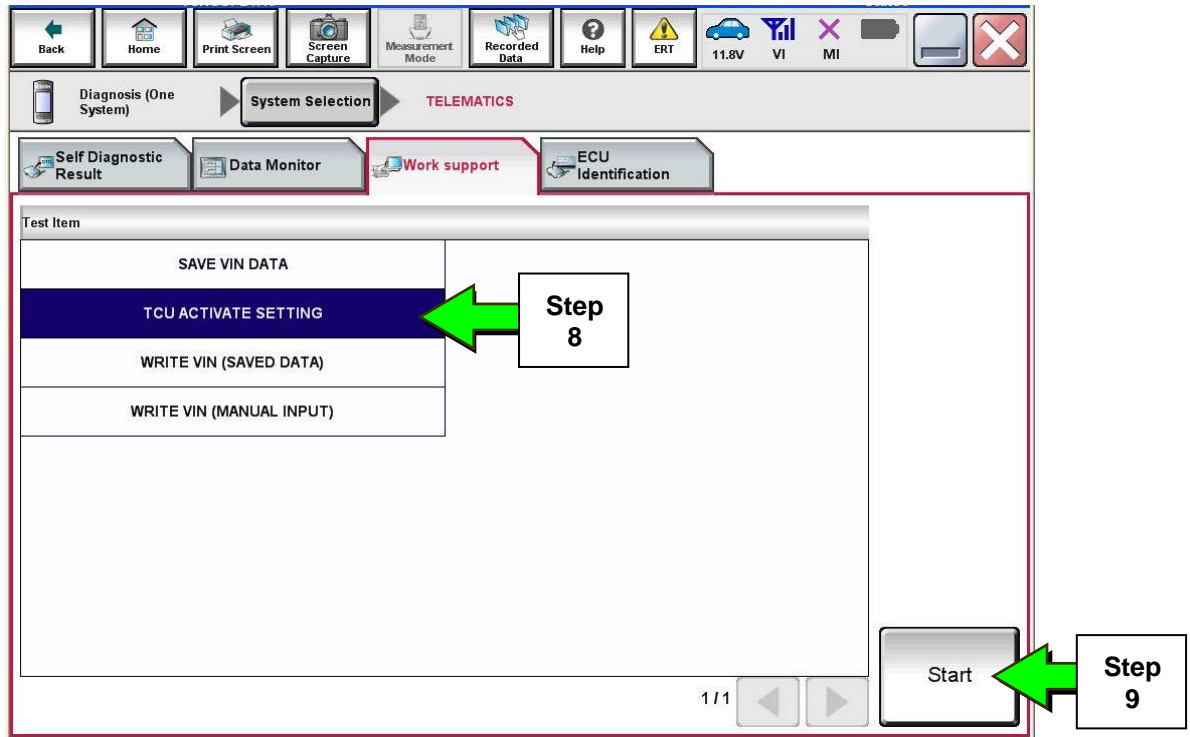 Back
Home
Print Screen
Screen
Capture
Measurement
Mode
Recorded
Data
Help
ERT
11.8V
VI
MI
Diagnosis (One
System)
System Selection
TELEMATICS
Self Diagnostic
Result
Data Monitor
Work support
ECU
Identification
Test Item
SAVE VIN DATA
TCU ACTIVATE SETTING
Step
8
WRITE VIN (SAVED DATA)
WRITE VIN (MANUAL INPUT)
Start
Step
9
1/1